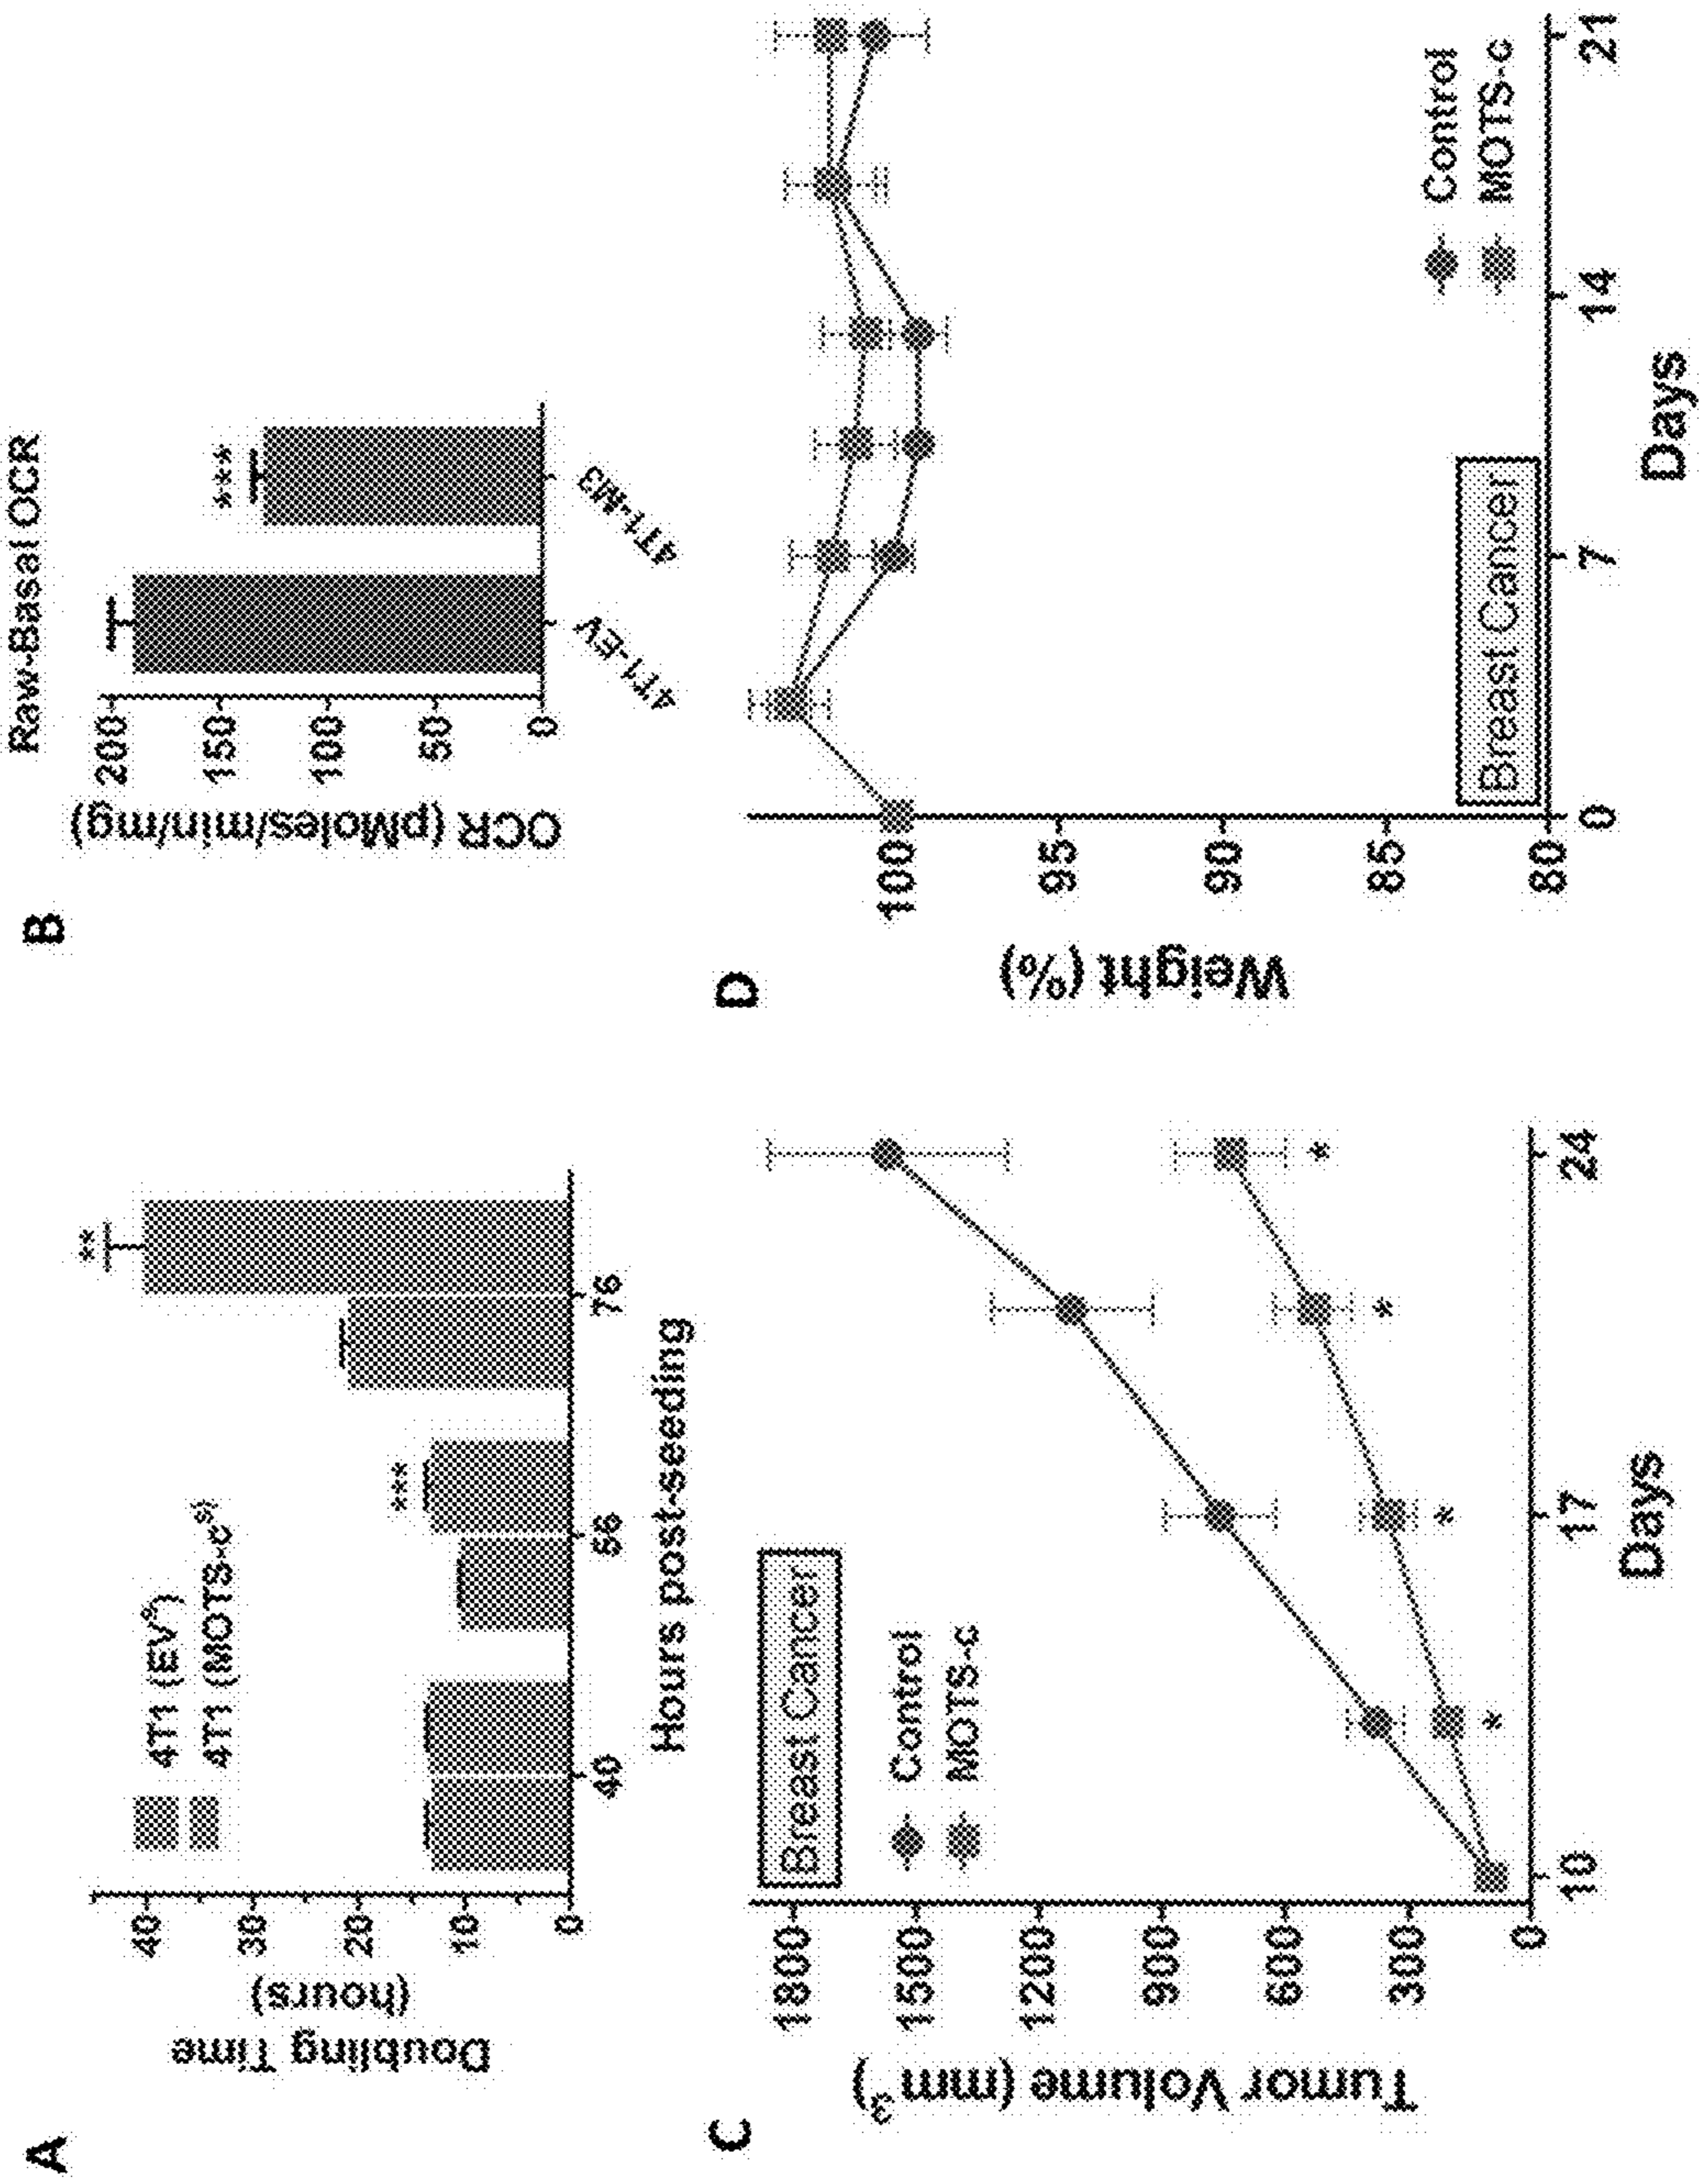 A
Doubling Time
(hours)
40
30
20
10
0
4T1 (EVˢ)
4T1 (MOTS-cˢ)
***
**
40
56
76
Hours post-seeding
B
Raw-Basal OCR
OCR (pMoles/min/mg)
200
150
100
50
0
***
4T1-EV
4T1-M3
C
Tumor Volume (mm³)
1800
1500
1200
900
600
300
0
Breast Cancer
Control
MOTS-c
*
*
*
*
10
17
24
Days
D
Weight (%)
100
95
90
85
80
Breast Cancer
Control
MOTS-c
0
7
14
21
Days